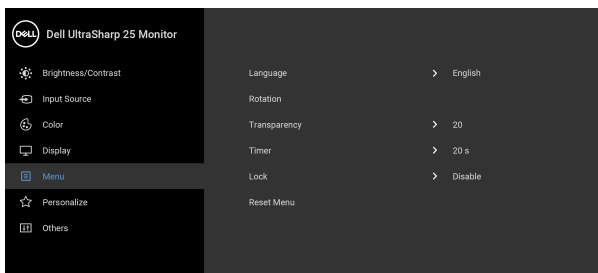 DELL Dell UltraSharp 25 Monitor
Brightness/Contrast
Input Source
Color
Display
Menu
Personalize
Others
Language > English
Rotation
Transparency > 20
Timer > 20 s
Lock > Disable
Reset Menu